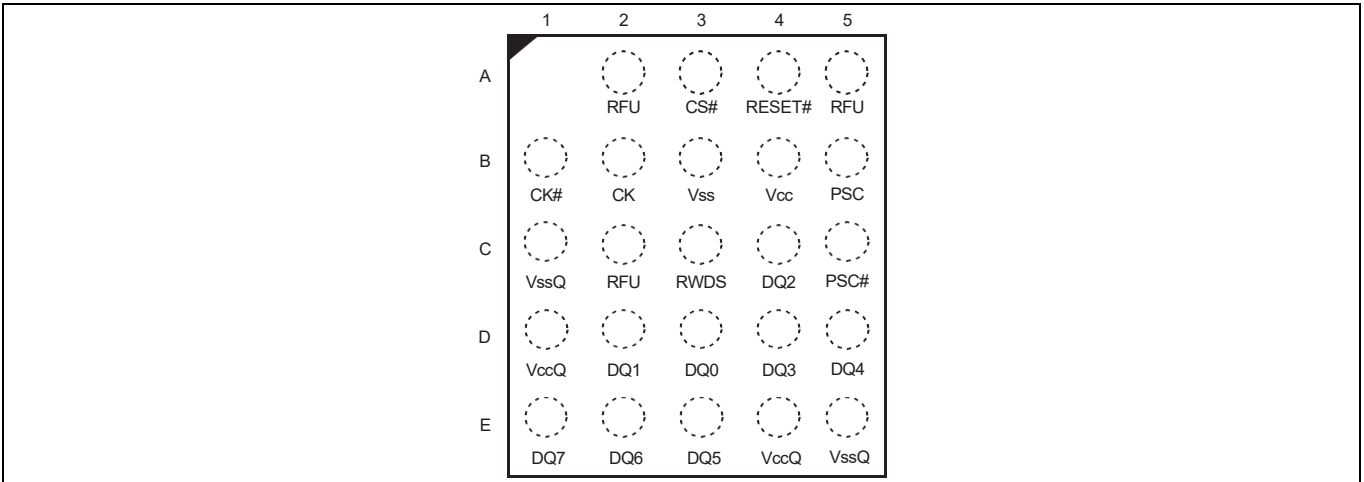 1 2 3 4 5
A
RFU CS# RESET# RFU
B
CK# CK Vss Vcc PSC
C
VssQ RFU RWDS DQ2 PSC#
D
VccQ DQ1 DQ0 DQ3 DQ4
E
DQ7 DQ6 DQ5 VccQ VssQ